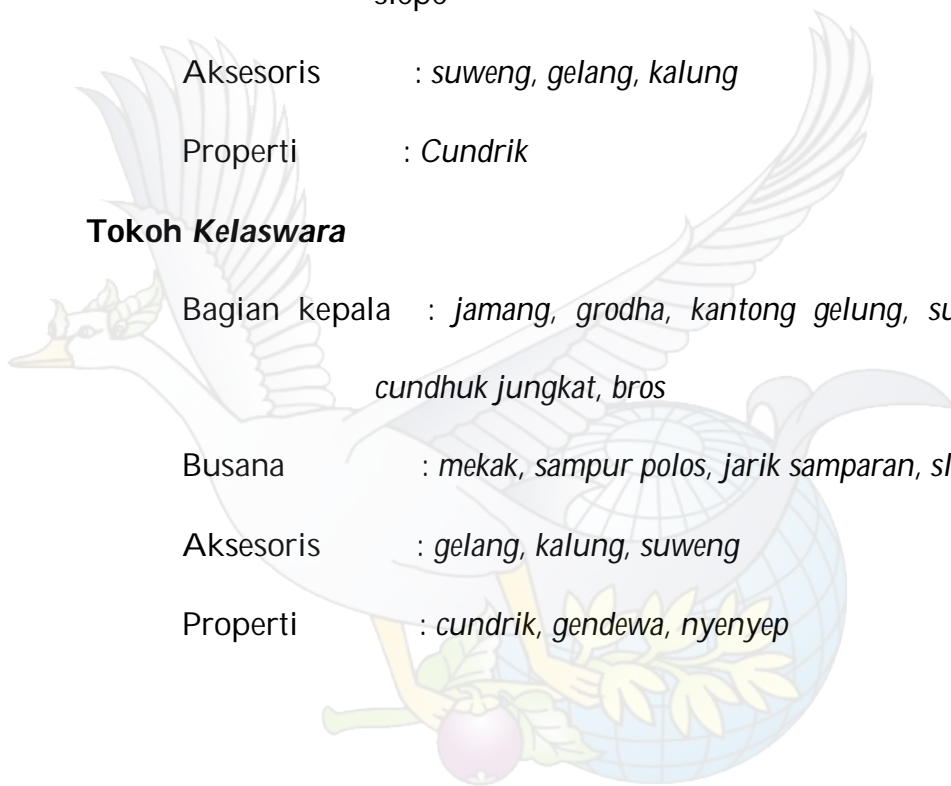 Aksesoris : suweng, gelang, kalung
Properti : Cundrik
Tokoh Kelaswara
Bagian kepala : jamang, grodha, kantong gelung,
cundhuk jungkat, bros
Busana : mekak, sampur polos, jarik samparan,
Aksesoris : gelang, kalung, suweng
Properti : cundrik, gendewa, nyenyep